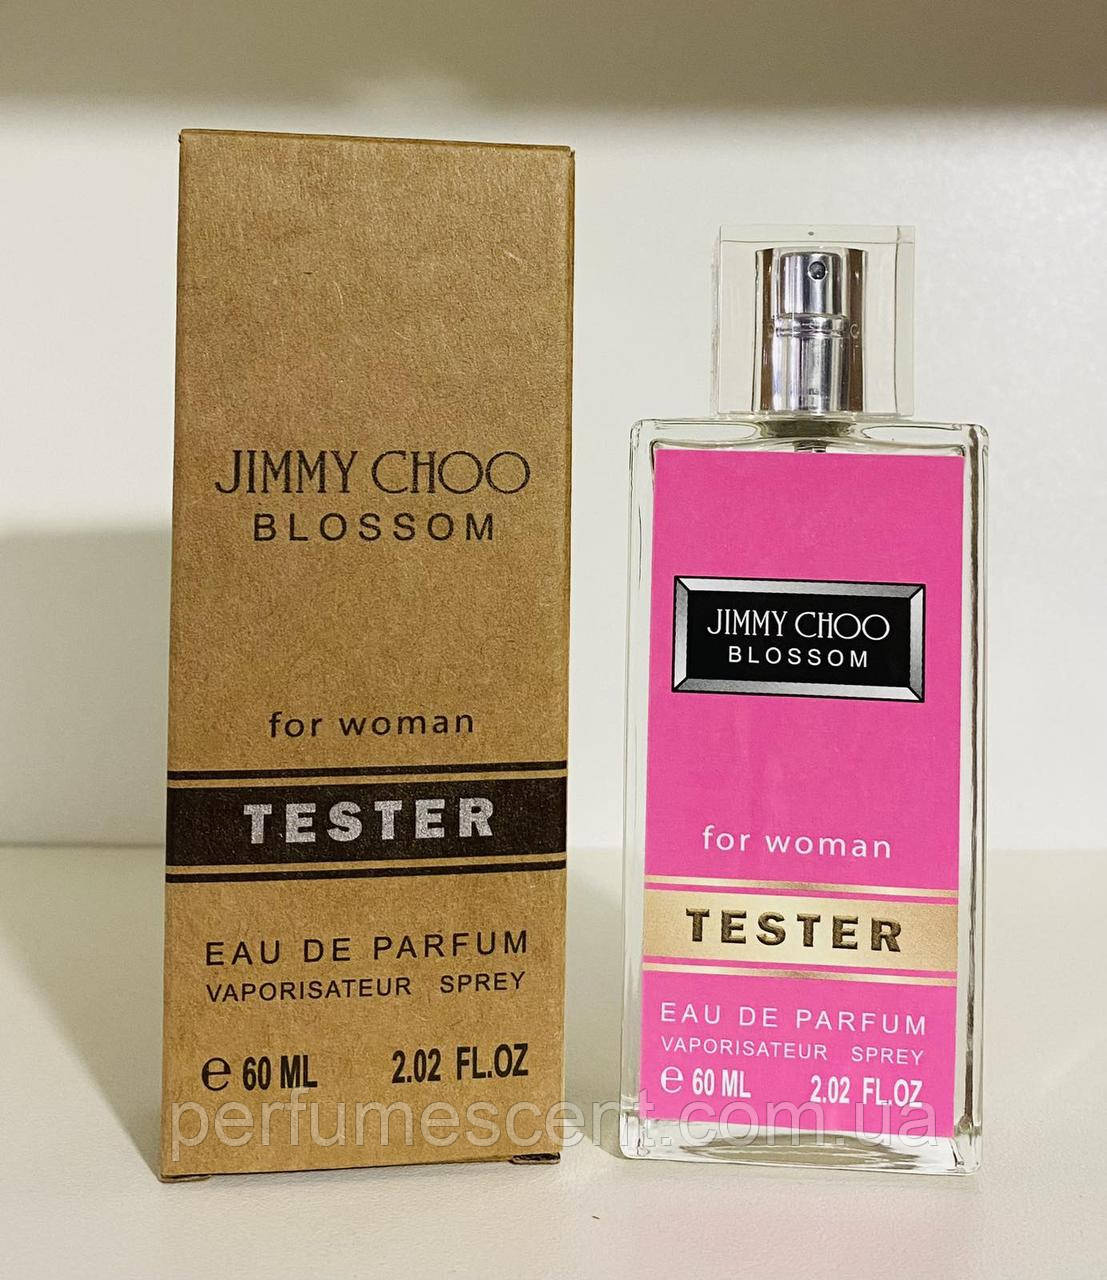 JIMMY CHOO
BLOSSOM
for woman
TESTER
EAU DE PARFUM
VAPORISATEUR SPREY
e 60 ML 2.02 FL.OZ
JIMMY CHOO
BLOSSOM
for woman
TESTER
EAU DE PARFUM
VAPORISATEUR SPREY
e 60 ML 2.02 FL.OZ
perfumescent.com.ua